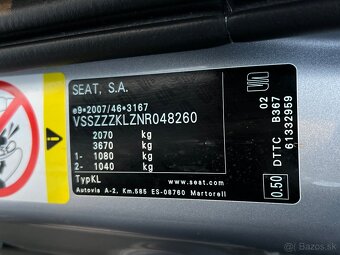 SEAT, S.A.
e9*2007/46*3167
VSSZZZKLZNR048260
2070 kg
3670 kg
1- 1080 kg
2- 1040 kg
TypKL
www.seat.com
Autovia A-2, Km.585 ES-08760 Martorell
02
DTTC B367
61332959
0.50
bazos.sk